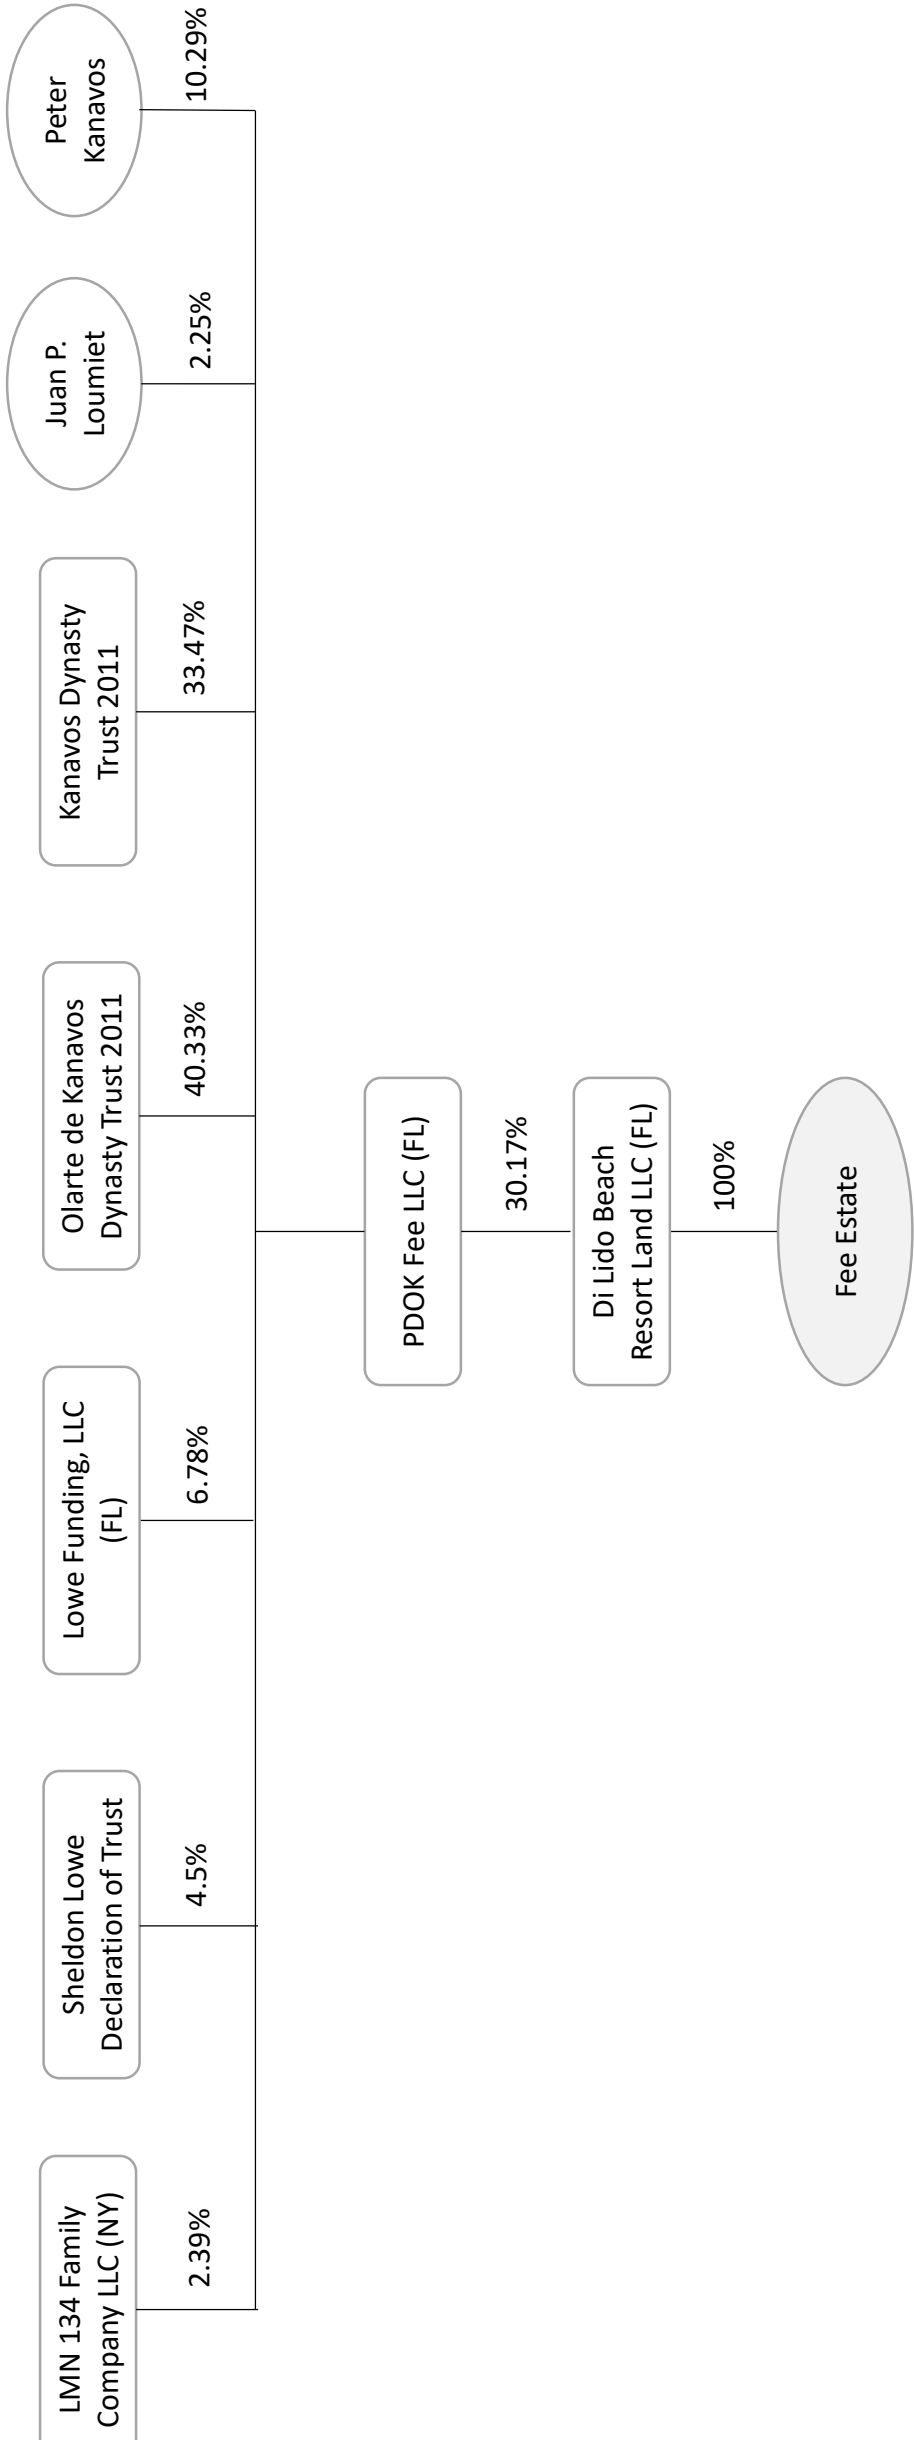 LMN 134 Family
Company LLC (NY)
2.39%
Sheldon Lowe
Declaration of Trust
4.5%
Lowe Funding, LLC
(FL)
6.78%
Olarte de Kanavos
Dynasty Trust 2011
40.33%
Kanavos Dynasty
Trust 2011
33.47%
Juan P.
Loumiet
2.25%
Peter
Kanavos
10.29%
PDOK Fee LLC (FL)
30.17%
Di Lido Beach
Resort Land LLC (FL)
100%
Fee Estate